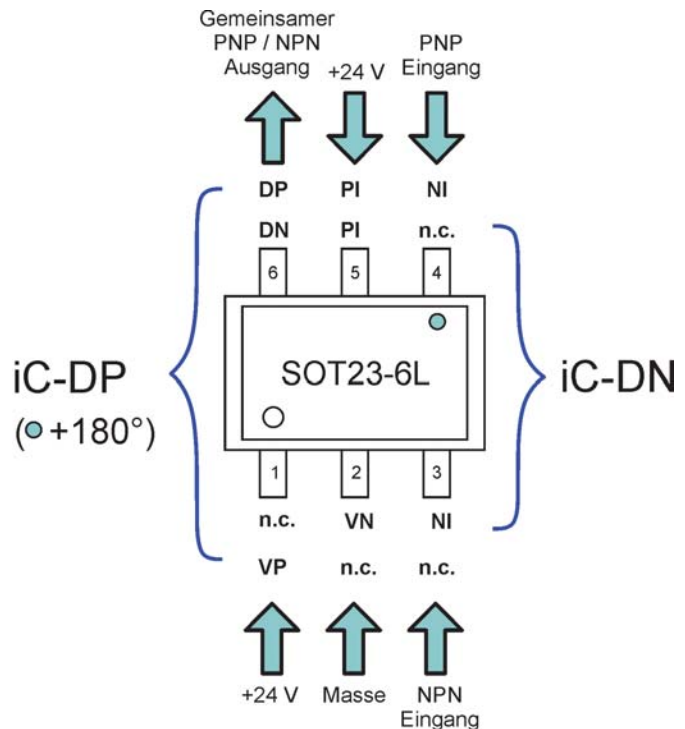 Gemeinsamer
PNP / NPN
Ausgang
+24 V
PNP
Eingang
DP PI NI
DN PI n.c.
6 5 4
iC-DP
(+180°)
SOT23-6L
iC-DN
1 2 3
n.c. VN NI
VP n.c. n.c.
+24 V Masse NPN
Eingang